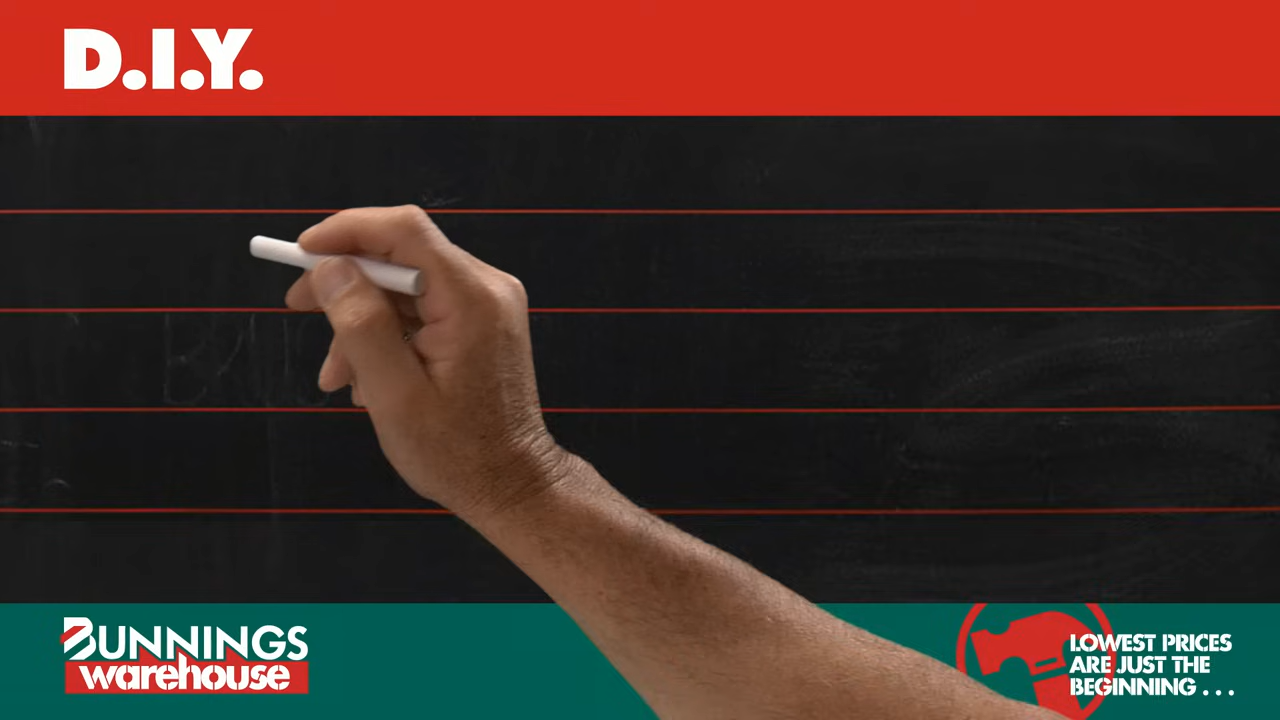 D.I.Y.
BUNNINGS
warehouse
LOWEST PRICES
ARE JUST THE
BEGINNING...